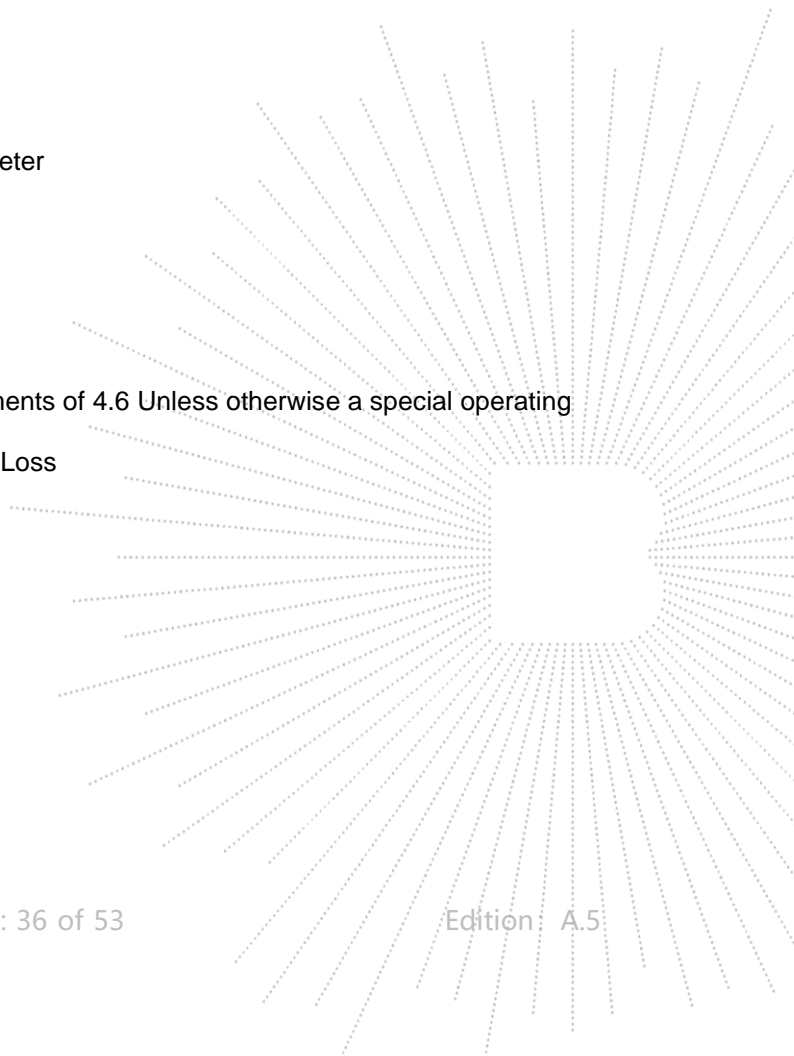 eter
nents of 4.6 Unless otherwise a special operating
Loss
: 36 of 53 Edition: A.5